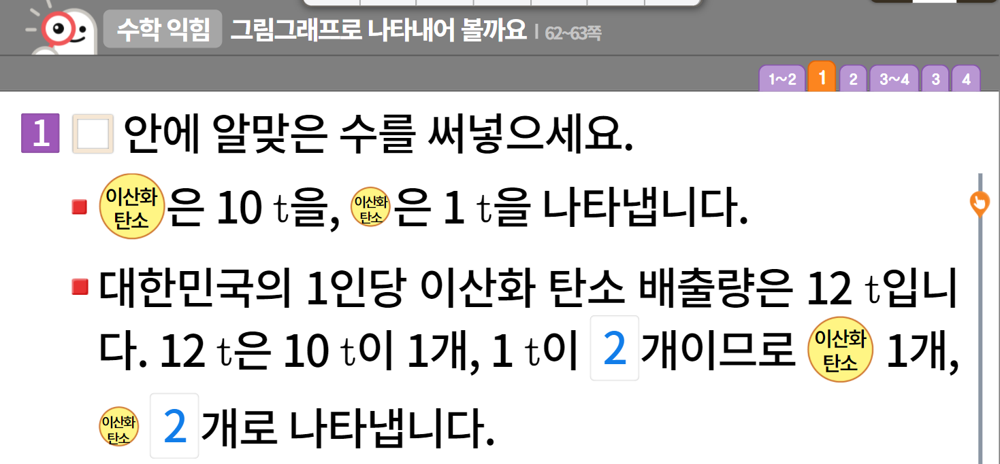 수학 익힘 그림그래프로 나타내어 볼까요 | 62~63쪽
1~2 1 2 3~4 3 4
1 □ 안에 알맞은 수를 써넣으세요.
이산화 탄소은 10 t을, 이산화 탄소은 1 t을 나타냅니다.
대한민국의 1인당 이산화 탄소 배출량은 12 t입니
다. 12 t은 10 t이 1개, 1 t이 2 개이므로 이산화 탄소 1개,
이산화 탄소 2 개로 나타냅니다.